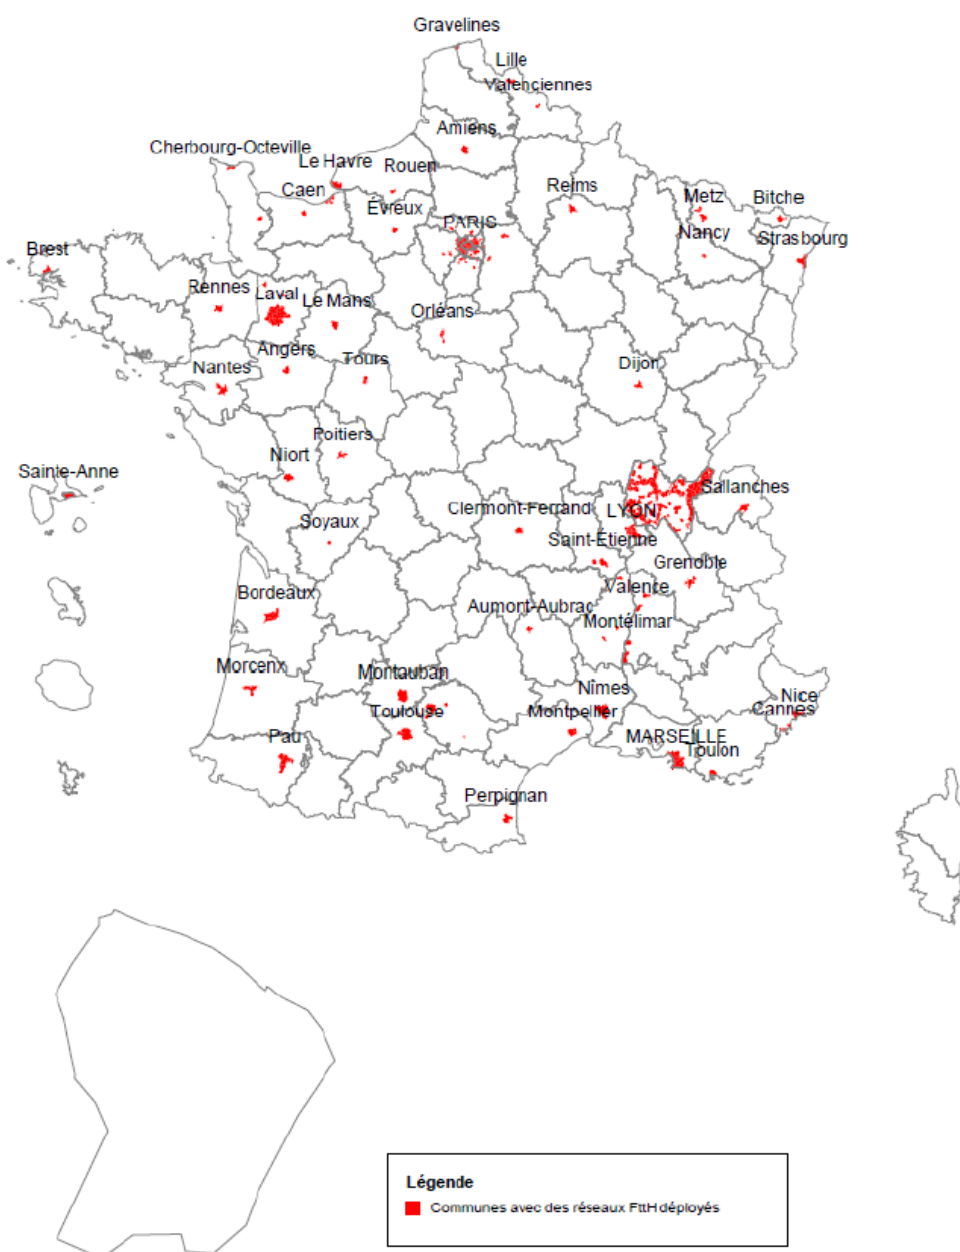 Gravelines
Lille
Valenciennes
Amiens
Cherbourg-Octeville
Le Havre
Rouen
Caen
Évreux
Reims
Metz
Bitche
PARIS
Nancy
Strasbourg
Brest
Rennes
Laval
Le Mans
Orléans
Angers
Tours
Nantes
Dijon
Poitiers
Niort
Sainte-Anne
Sallanches
Clermont-Ferrand
LYON
Soyaux
Saint-Étienne
Grenoble
Valence
Bordeaux
Aumont-Aubrac
Montélimar
Morcenx
Montauban
Nîmes
Nice
Cannes
Toulouse
Montpellier
MARSEILLE
Toulon
Pau
Perpignan
Légende
Communes avec des réseaux FttH déployés